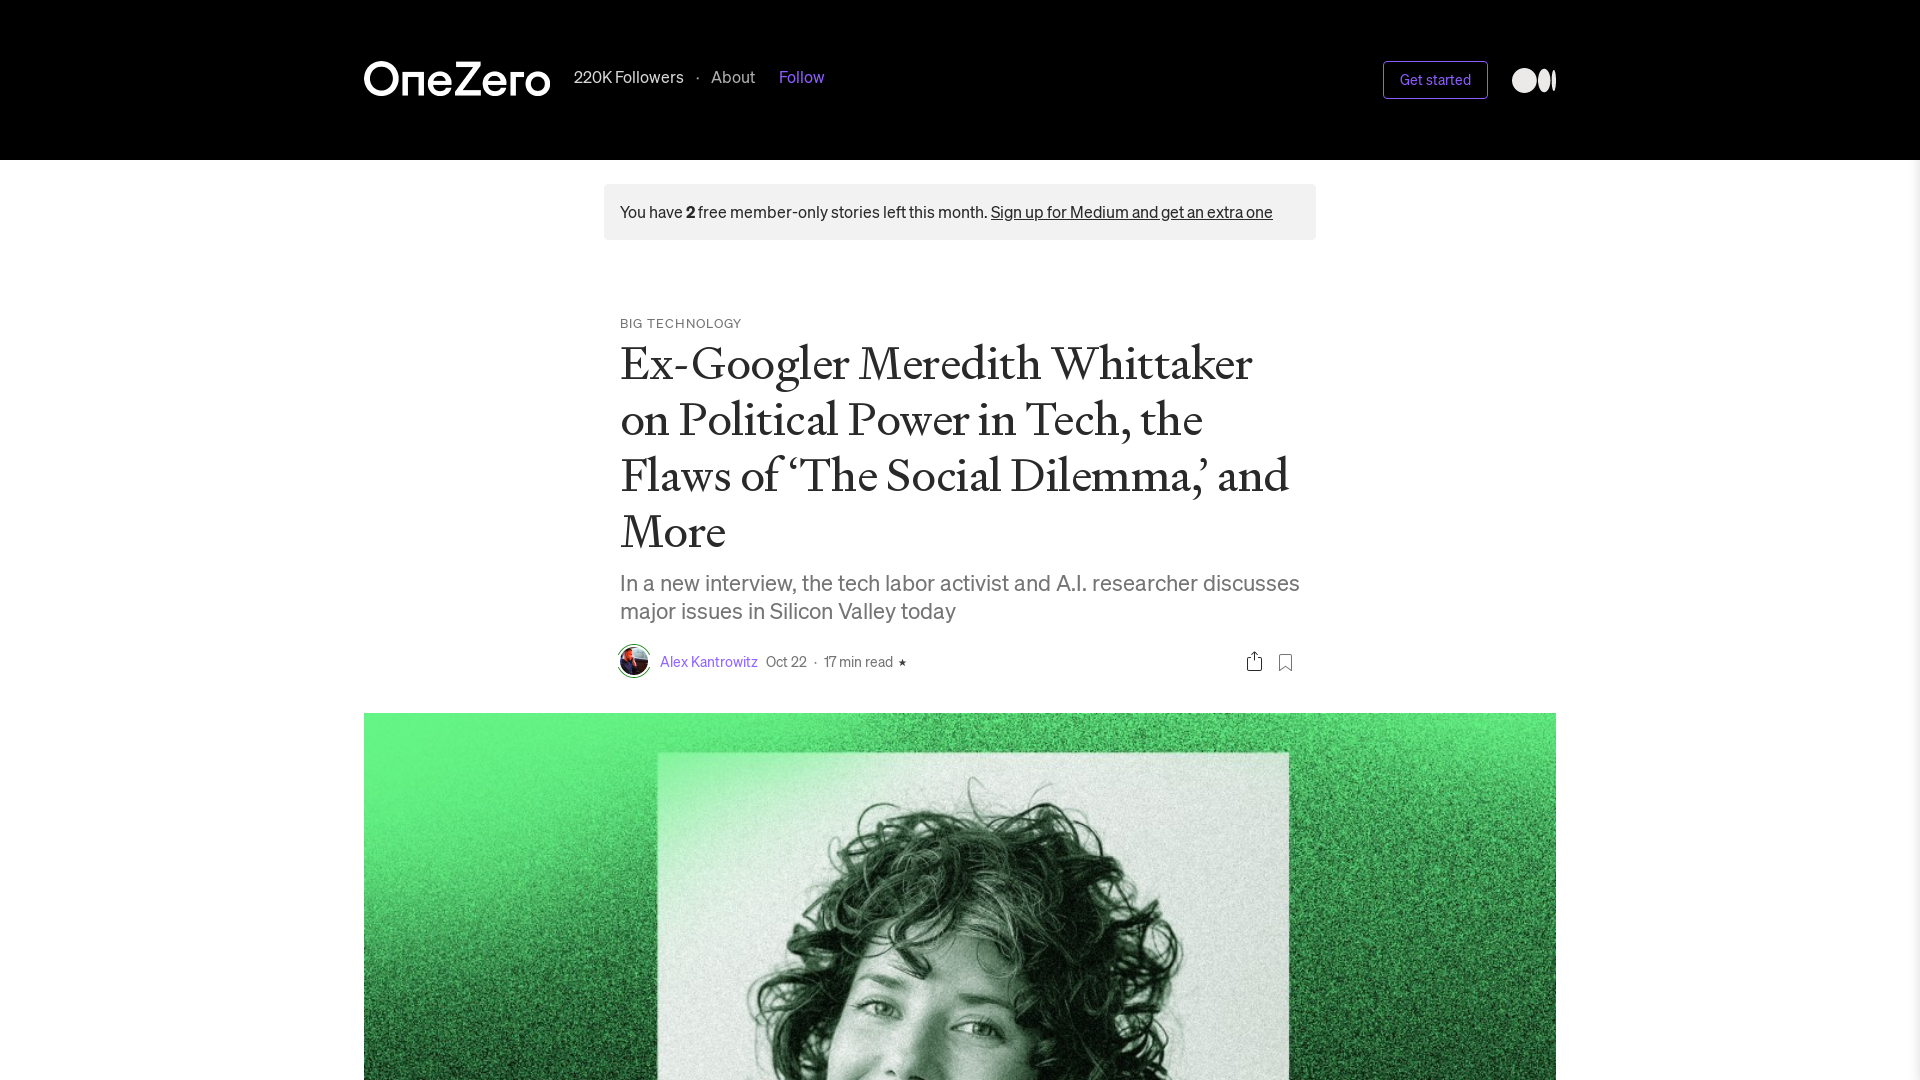 OneZero
220K Followers · About Follow
Get started
You have 2 free member-only stories left this month. Sign up for Medium and get an extra one
BIG TECHNOLOGY
Ex-Googler Meredith Whittaker
on Political Power in Tech, the
Flaws of ‘The Social Dilemma,’ and
More
In a new interview, the tech labor activist and A.I. researcher discusses
major issues in Silicon Valley today
Alex Kantrowitz Oct 22 · 17 min read